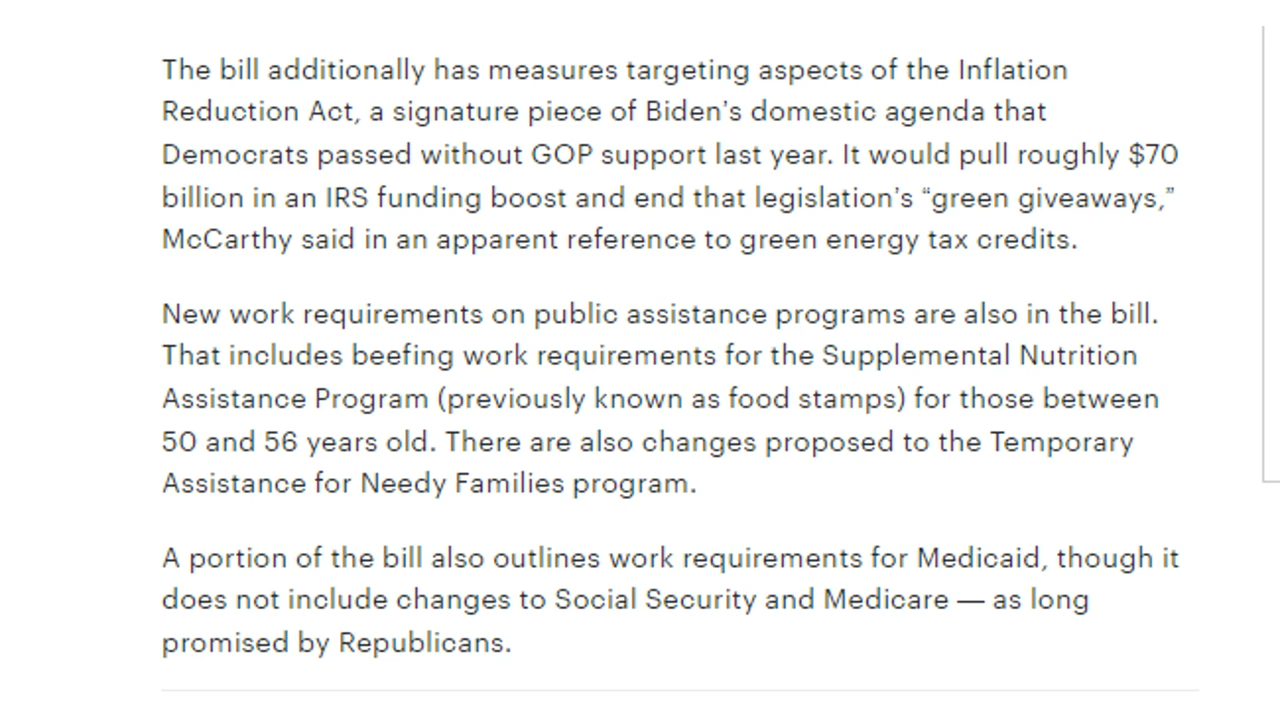 The bill additionally has measures targeting aspects of the Inflation
Reduction Act, a signature piece of Biden's domestic agenda that
Democrats passed without GOP support last year. It would pull roughly $70
billion in an IRS funding boost and end that legislation's “green giveaways,”
McCarthy said in an apparent reference to green energy tax credits.
New work requirements on public assistance programs are also in the bill.
That includes beefing work requirements for the Supplemental Nutrition
Assistance Program (previously known as food stamps) for those between
50 and 56 years old. There are also changes proposed to the Temporary
Assistance for Needy Families program.
A portion of the bill also outlines work requirements for Medicaid, though it
does not include changes to Social Security and Medicare — as long
promised by Republicans.